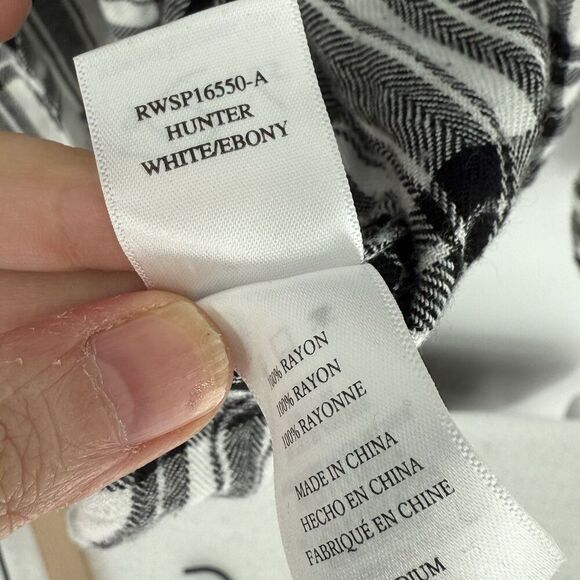 RWSP16550-A
HUNTER
WHITE/EBONY
100% RAYON
100% RAYON
100% RAYONNE
MADE IN CHINA
HECHO EN CHINA
FABRIQUÉ EN CHINE